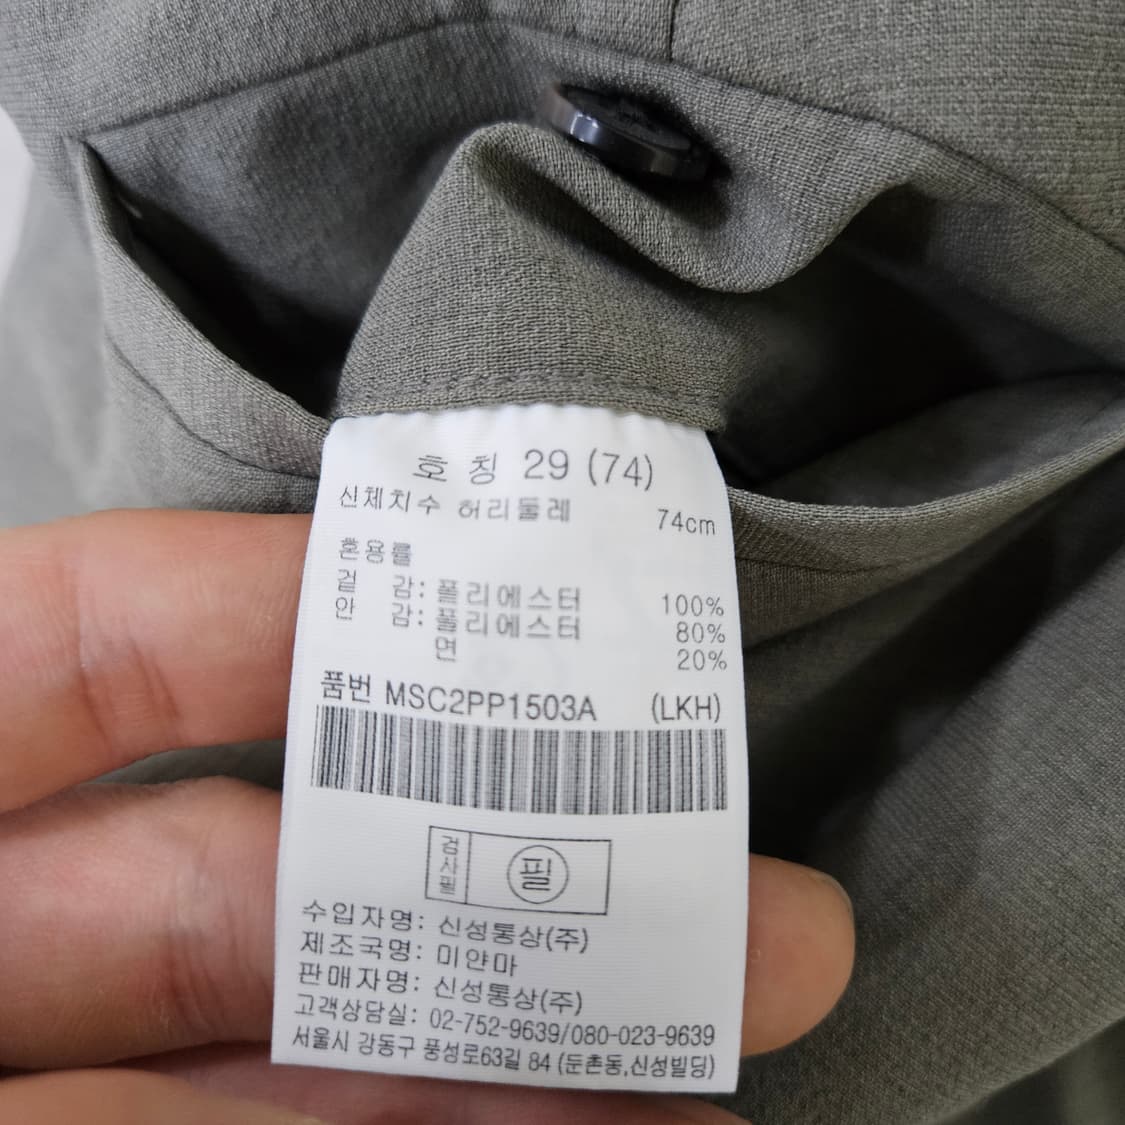 호 칭 29 (74)
신체치수 허리둘레 74cm
혼용률
겉 감: 폴리에스터 100%
안 감: 폴리에스터 80%
면 20%
품번 MSC2PP1503A (LKH)
검사필 필
수입자명: 신성통상(주)
제조국명: 미얀마
판매자명: 신성통상(주)
고객상담실: 02-752-9639/080-023-9639
서울시 강동구 풍성로63길 84 (둔촌동,신성빌딩)